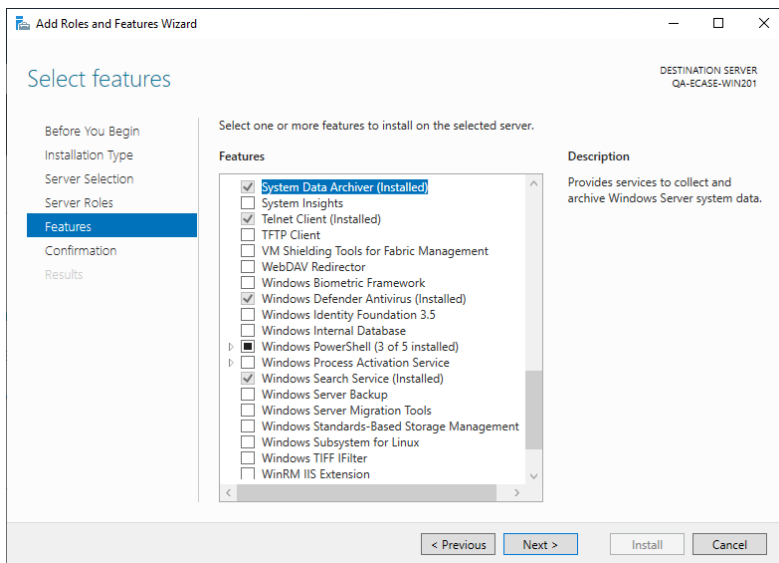 Add Roles and Features Wizard
Select features
DESTINATION SERVER
QA-ECASE-WIN201
Before You Begin
Installation Type
Server Selection
Server Roles
Features
Confirmation
Results
Select one or more features to install on the selected server.
Features
System Data Archiver (Installed)
System Insights
Telnet Client (Installed)
TFTP Client
VM Shielding Tools for Fabric Management
WebDAV Redirector
Windows Biometric Framework
Windows Defender Antivirus (Installed)
Windows Identity Foundation 3.5
Windows Internal Database
Windows PowerShell (3 of 5 installed)
Windows Process Activation Service
Windows Search Service (Installed)
Windows Server Backup
Windows Server Migration Tools
Windows Standards-Based Storage Management
Windows Subsystem for Linux
Windows TIFF IFilter
WinRM IIS Extension
Description
Provides services to collect and
archive Windows Server system data.
< Previous
Next >
Install
Cancel